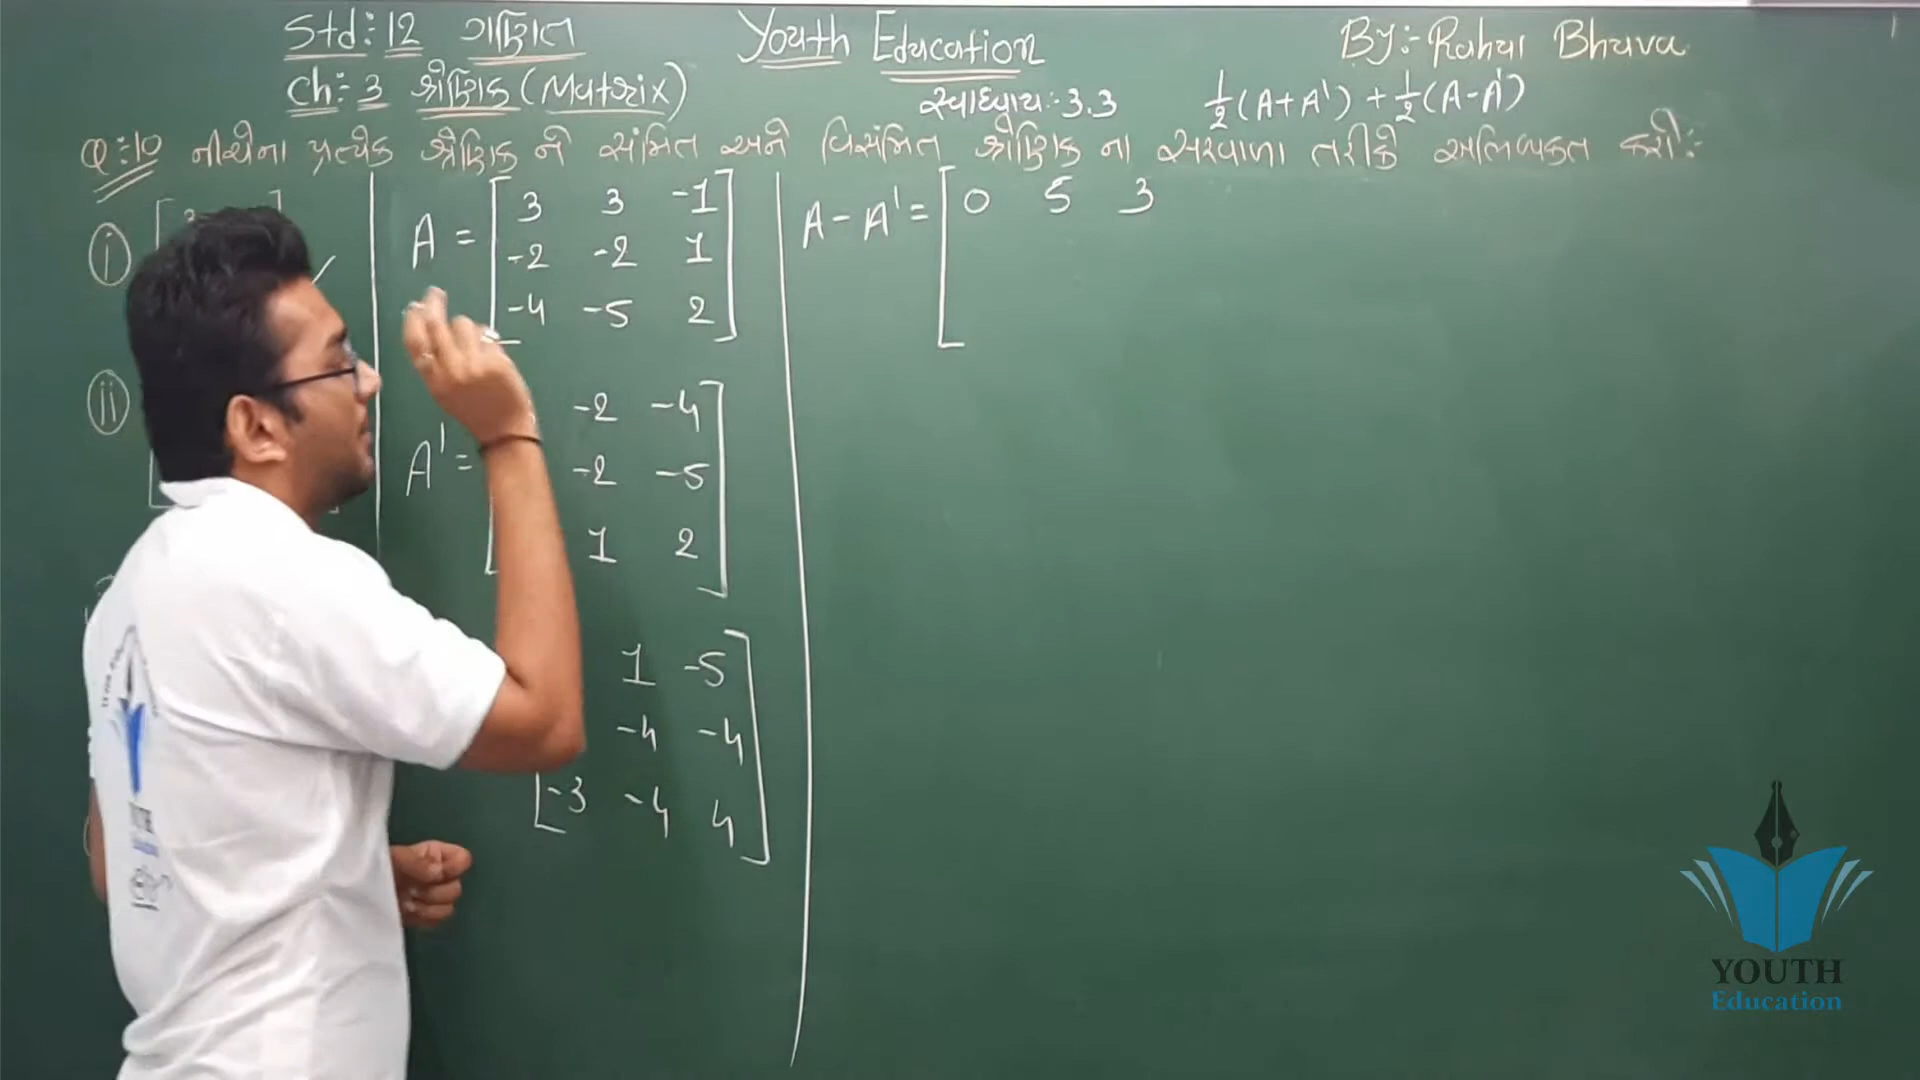 Std:- 12 ગણિત
Youth Education
By:- Rahul Bhuva
Ch:- 3 શ્રેણિક (Matrix)
સ્વાધ્યાય:- 3.3
½(A+A') + ½(A-A')
Q:10 નીચેના પ્રત્યેક શ્રેણિક ને સંમિત અને વિસંમિત શ્રેણિક ના સરવાળા તરીકે અભિવ્યક્ત કરો:-
i
ii
A = [ 3 3 -1
-2 -2 1
-4 -5 2 ]
A' = -2 -4
-2 -5
1 2 ]
1 -5
-4 -4
[ -3 -4 4 ]
A - A' = [ 0 5 3
YOUTH
Education